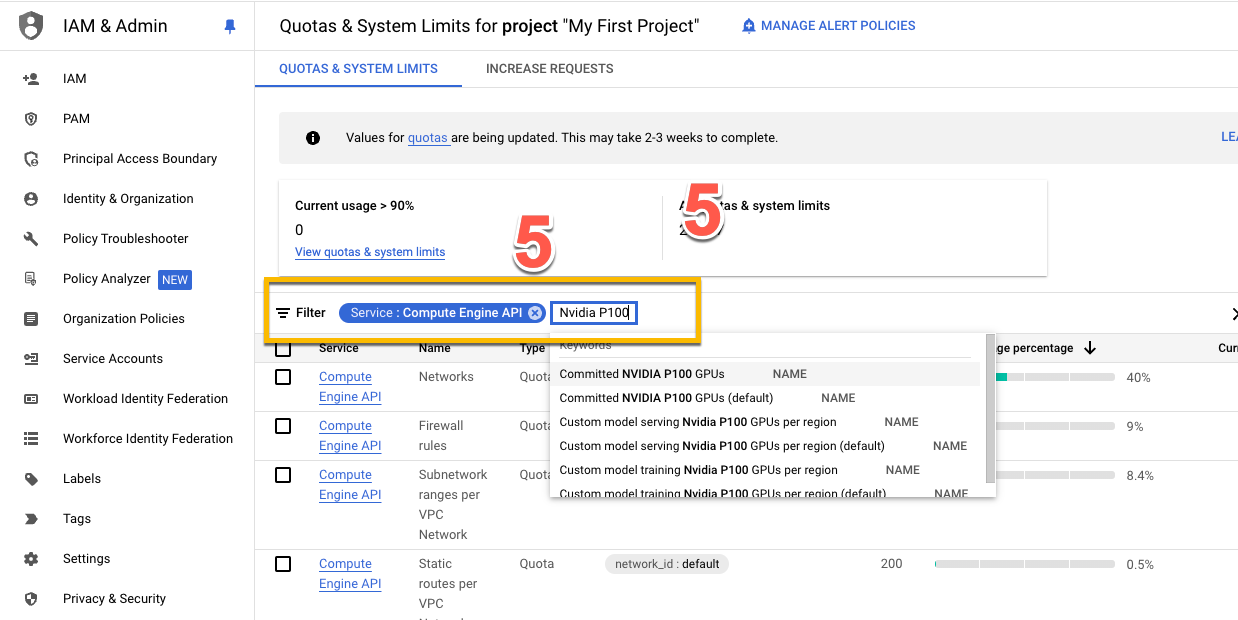 IAM & Admin
Quotas & System Limits for project "My First Project"
MANAGE ALERT POLICIES
QUOTAS & SYSTEM LIMITS
INCREASE REQUESTS
IAM
PAM
Principal Access Boundary
Identity & Organization
Policy Troubleshooter
Policy Analyzer NEW
Organization Policies
Service Accounts
Workload Identity Federation
Workforce Identity Federation
Labels
Tags
Settings
Privacy & Security
Values for quotas are being updated. This may take 2-3 weeks to complete.
LEA
Current usage > 90%
0
View quotas & system limits
5
5
tas & system limits
Filter
Service : Compute Engine API
Nvidia P100
Keywords
Committed NVIDIA P100 GPUs NAME
Committed NVIDIA P100 GPUs (default) NAME
Custom model serving Nvidia P100 GPUs per region NAME
Custom model serving Nvidia P100 GPUs per region (default) NAME
Custom model training Nvidia P100 GPUs per region NAME
Custom model training Nvidia P100 GPUs per region (default) NAME
Service Name Type ge percentage Curr
Compute Networks Quota 40%
Engine API
Compute Firewall Quota 9%
Engine API rules
Compute Subnetwork Quota 8.4%
Engine API ranges per
VPC
Network
Compute Static Quota network_id : default 200 0.5%
Engine API routes per
VPC